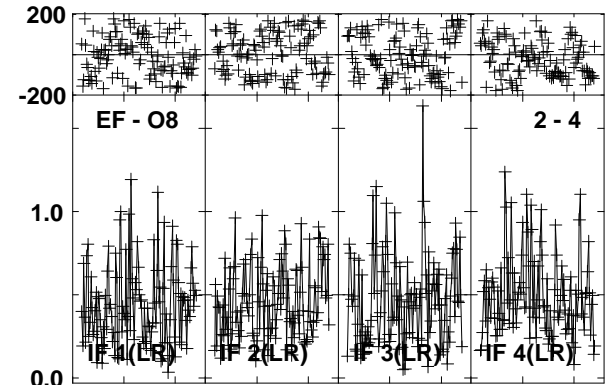 200
-200
EF - O8 2 - 4
1.0
0.0
IF 1(LR) IF 2(LR) IF 3(LR) IF 4(LR)